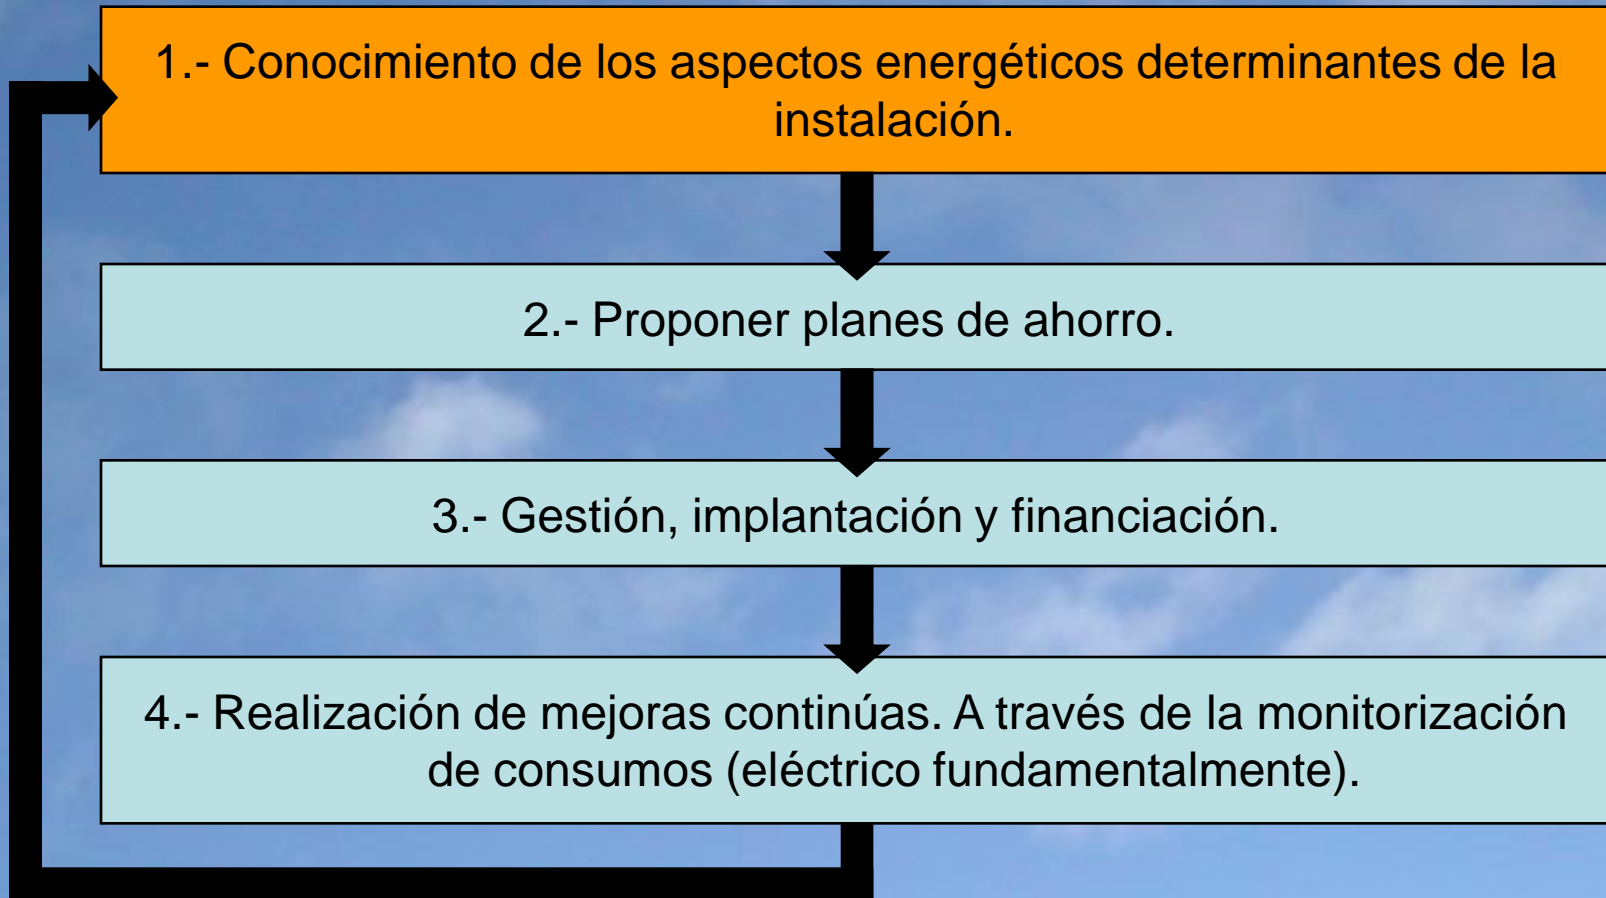 1.- Conocimiento de los aspectos energéticos determinantes de la
instalación.
2.- Proponer planes de ahorro.
3.- Gestión, implantación y financiación.
4.- Realización de mejoras continúas. A través de la monitorización
de consumos (eléctrico fundamentalmente).